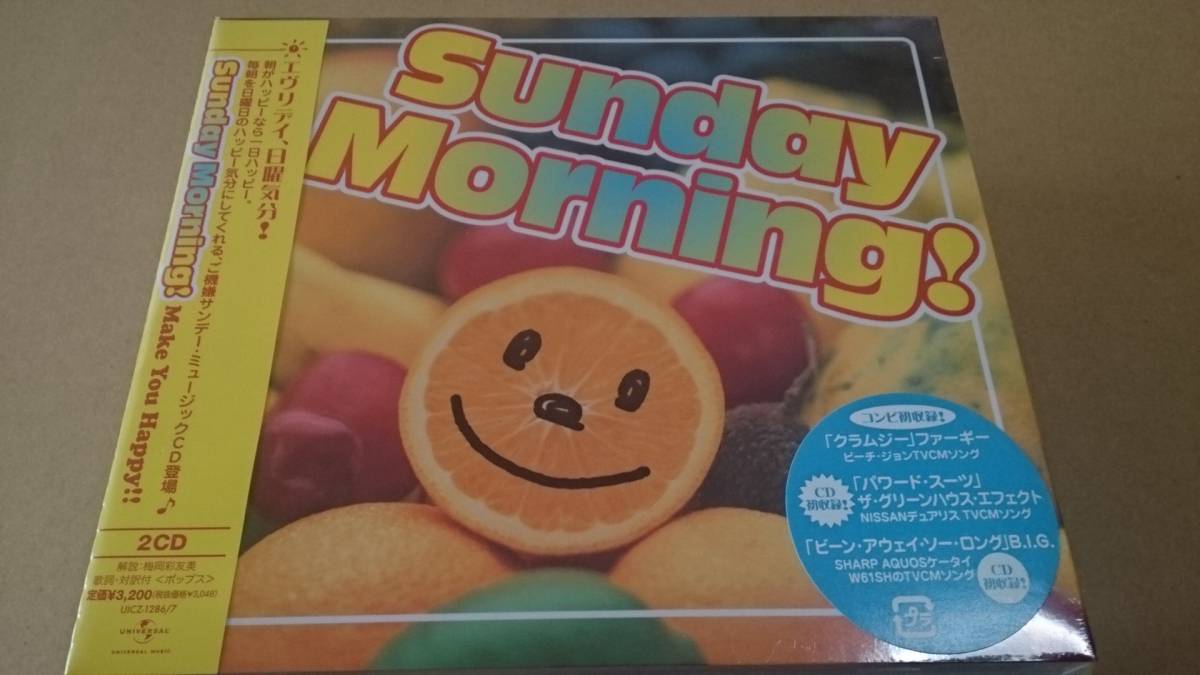 Sunday
Morning!
エヴリデイ、日曜気分!
朝がハッピーなら一日ハッピー。
毎朝を日曜日のハッピー気分にしてくれる、ご機嫌サンデー・ミュージックCD登場♪
Sunday Morning! Make You Happy!!
2CD
解説:梅岡彩友美
歌詞・対訳付 <ポップス>
定価¥3,200(税抜価格¥3,048)
UICZ-1286/7
UNIVERSAL
UNIVERSAL MUSIC
コンピ初収録!
「クラムジー」ファーギー
ピーチ・ジョンTVCMソング
CD
初収録!
「パワード・スーツ」
ザ・グリーンハウス・エフェクト
NISSANデュアリス TVCMソング
「ビーン・アウェイ・ソー・ロング」B.I.G.
SHARP AQUOSケータイ
W61SHのTVCMソング
CD
初収録!
プラ